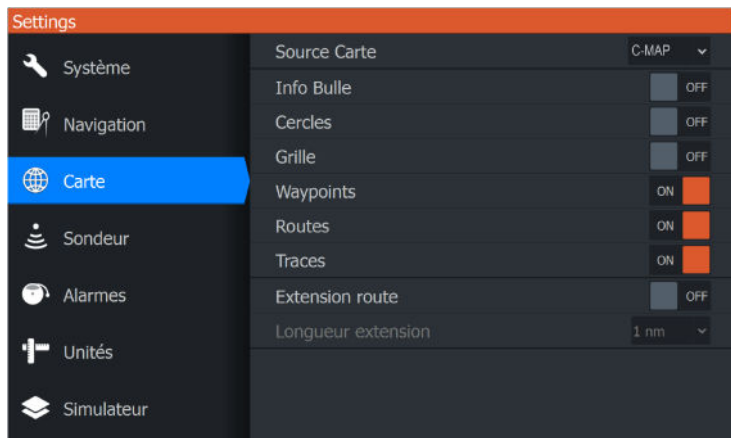 Settings
Système
Navigation
Carte
Sondeur
Alarmes
Unités
Simulateur
Source Carte C-MAP
Info Bulle OFF
Cercles OFF
Grille OFF
Waypoints ON
Routes ON
Traces ON
Extension route OFF
Longueur extension 1 nm